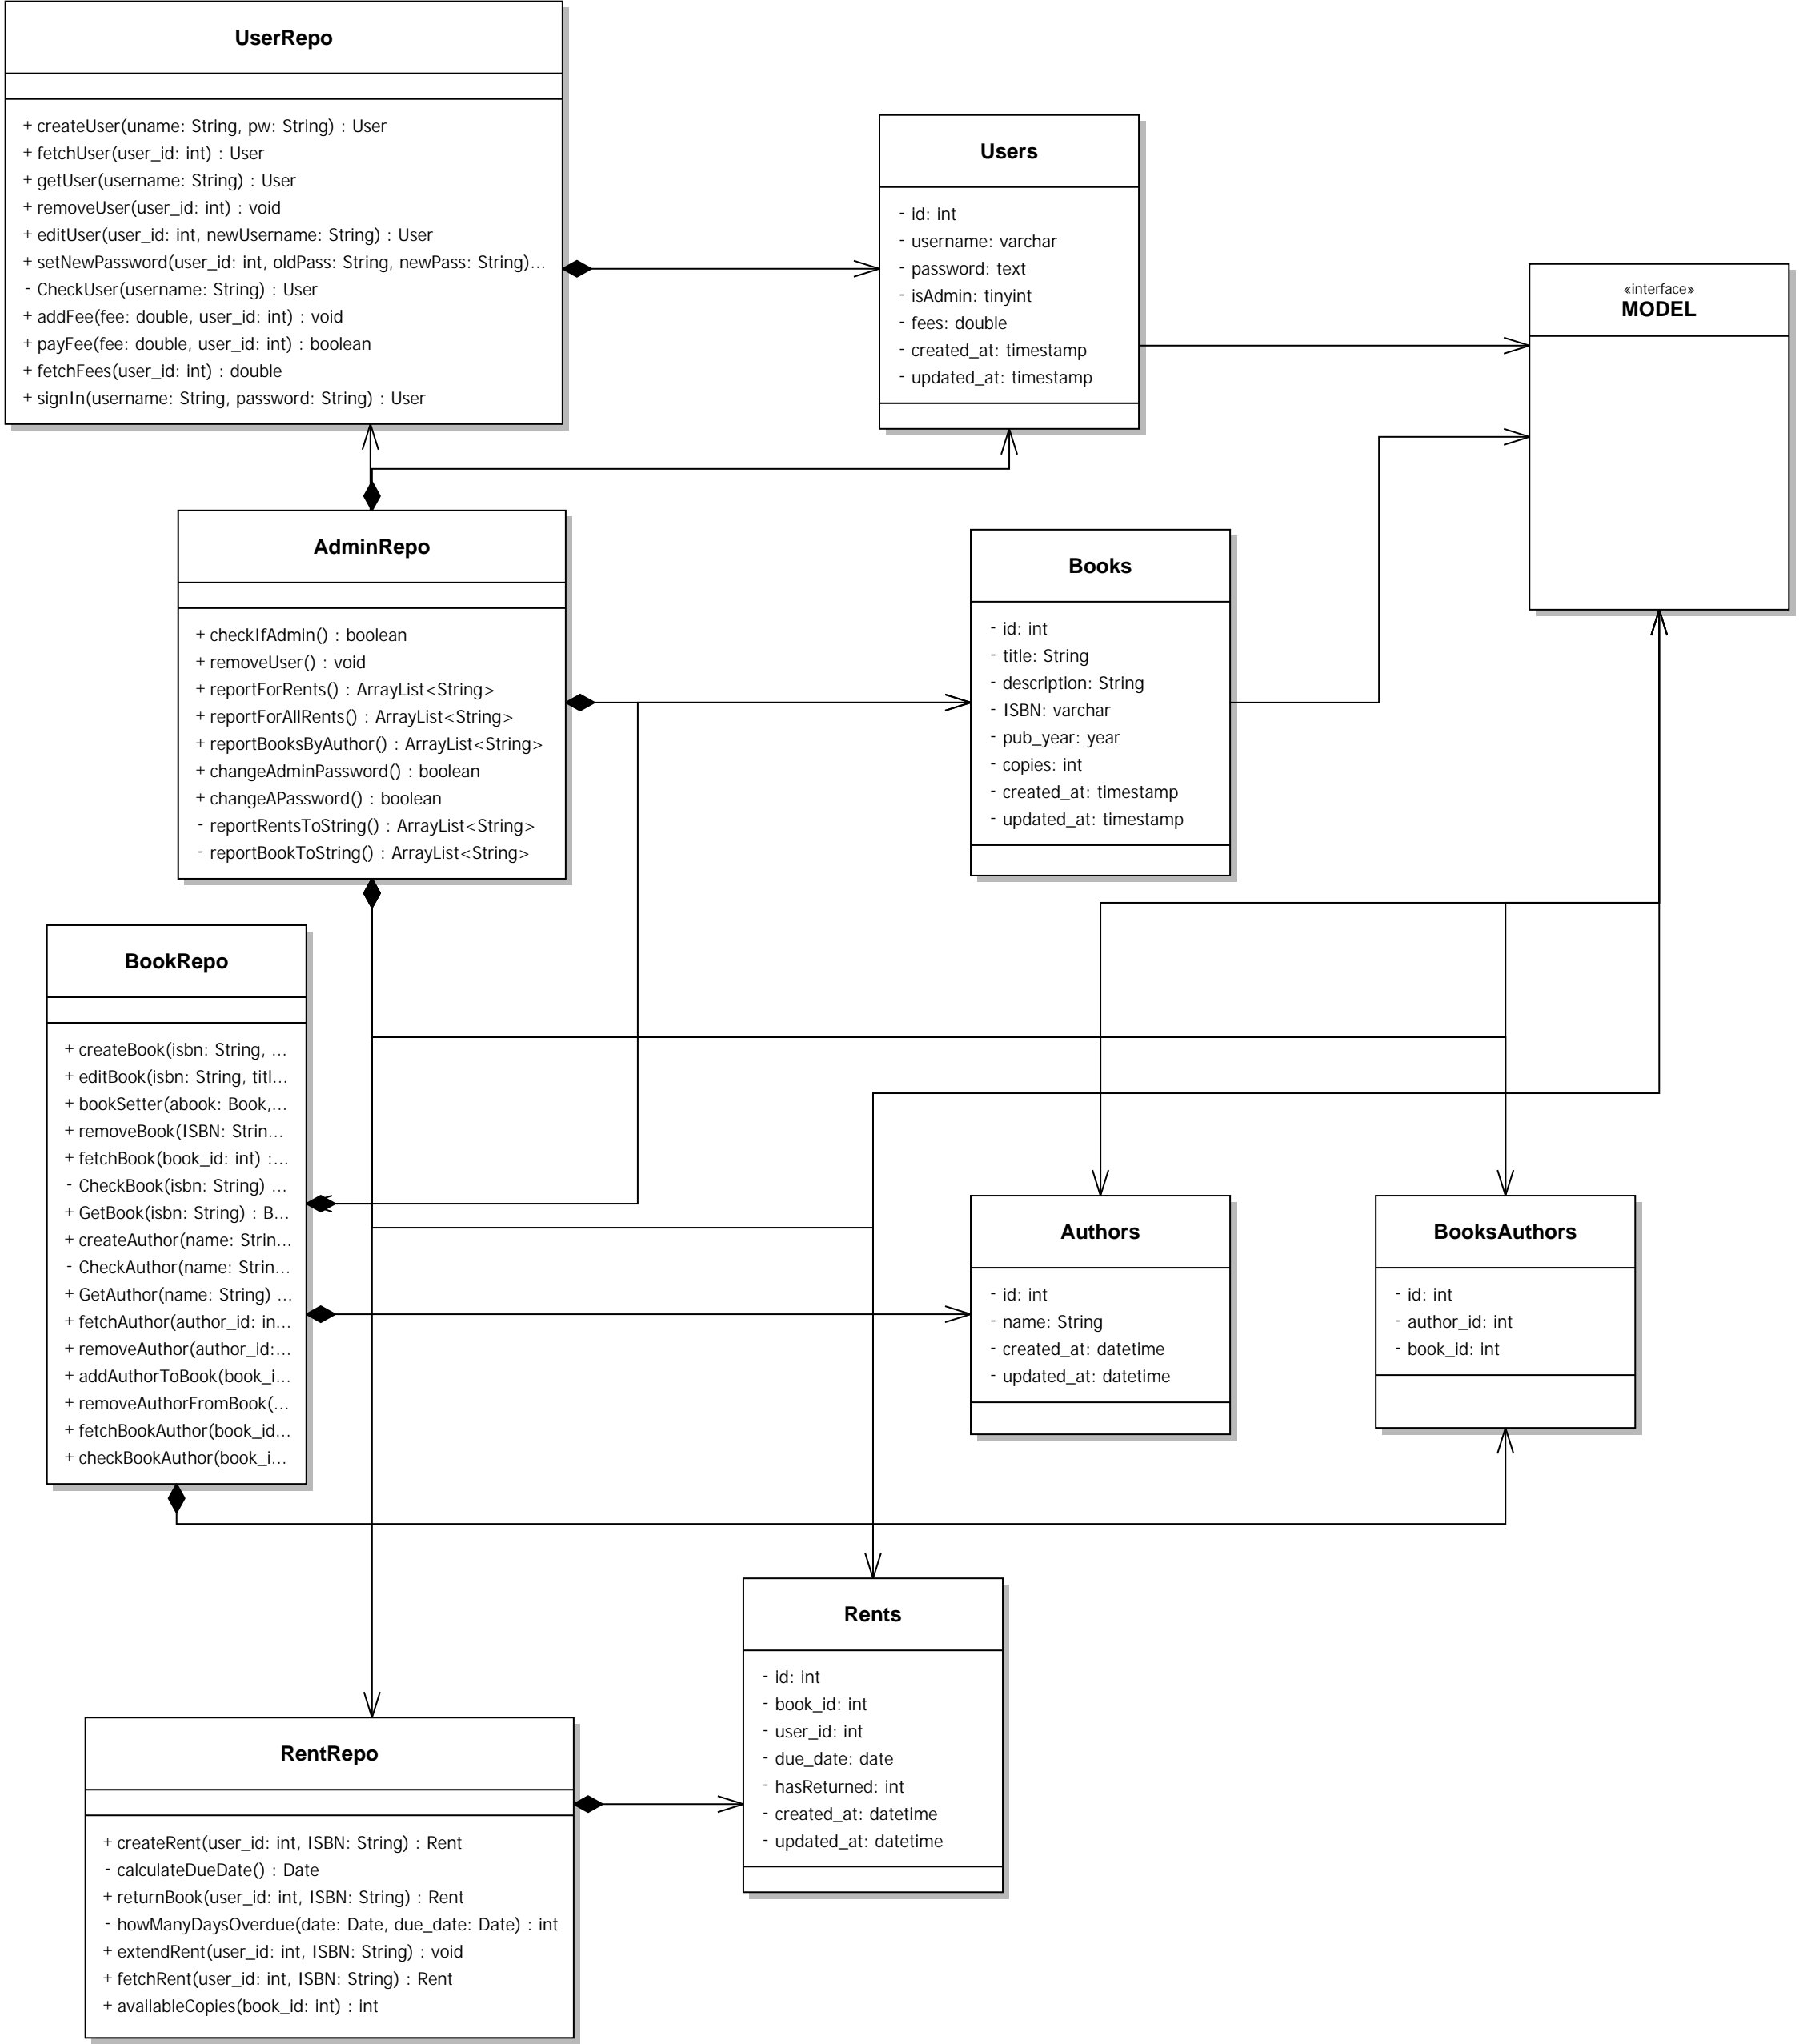 UserRepo
+ createUser(uname: String, pw: String) : User
+ fetchUser(user_id: int) : User
+ getUser(username: String) : User
+ removeUser(user_id: int) : void
+ editUser(user_id: int, newUsername: String) : User
+ setNewPassword(user_id: int, oldPass: String, newPass: String)...
- CheckUser(username: String) : User
+ addFee(fee: double, user_id: int) : void
+ payFee(fee: double, user_id: int) : boolean
+ fetchFees(user_id: int) : double
+ signIn(username: String, password: String) : User
Users
- id: int
- username: varchar
- password: text
- isAdmin: tinyint
- fees: double
- created_at: timestamp
- updated_at: timestamp
«interface»
MODEL
AdminRepo
+ checkIfAdmin() : boolean
+ removeUser() : void
+ reportForRents() : ArrayList<String>
+ reportForAllRents() : ArrayList<String>
+ reportBooksByAuthor() : ArrayList<String>
+ changeAdminPassword() : boolean
+ changeAPassword() : boolean
- reportRentsToString() : ArrayList<String>
- reportBookToString() : ArrayList<String>
Books
- id: int
- title: String
- description: String
- ISBN: varchar
- pub_year: year
- copies: int
- created_at: timestamp
- updated_at: timestamp
BookRepo
+ createBook(isbn: String, ...
+ editBook(isbn: String, titl...
+ bookSetter(abook: Book,...
+ removeBook(ISBN: Strin...
+ fetchBook(book_id: int) :...
- CheckBook(isbn: String) ...
+ GetBook(isbn: String) : B...
+ createAuthor(name: Strin...
- CheckAuthor(name: Strin...
+ GetAuthor(name: String) ...
+ fetchAuthor(author_id: in...
+ removeAuthor(author_id:...
+ addAuthorToBook(book_i...
+ removeAuthorFromBook(...
+ fetchBookAuthor(book_id...
+ checkBookAuthor(book_i...
Authors
- id: int
- name: String
- created_at: datetime
- updated_at: datetime
BooksAuthors
- id: int
- author_id: int
- book_id: int
Rents
- id: int
- book_id: int
- user_id: int
- due_date: date
- hasReturned: int
- created_at: datetime
- updated_at: datetime
RentRepo
+ createRent(user_id: int, ISBN: String) : Rent
- calculateDueDate() : Date
+ returnBook(user_id: int, ISBN: String) : Rent
- howManyDaysOverdue(date: Date, due_date: Date) : int
+ extendRent(user_id: int, ISBN: String) : void
+ fetchRent(user_id: int, ISBN: String) : Rent
+ availableCopies(book_id: int) : int